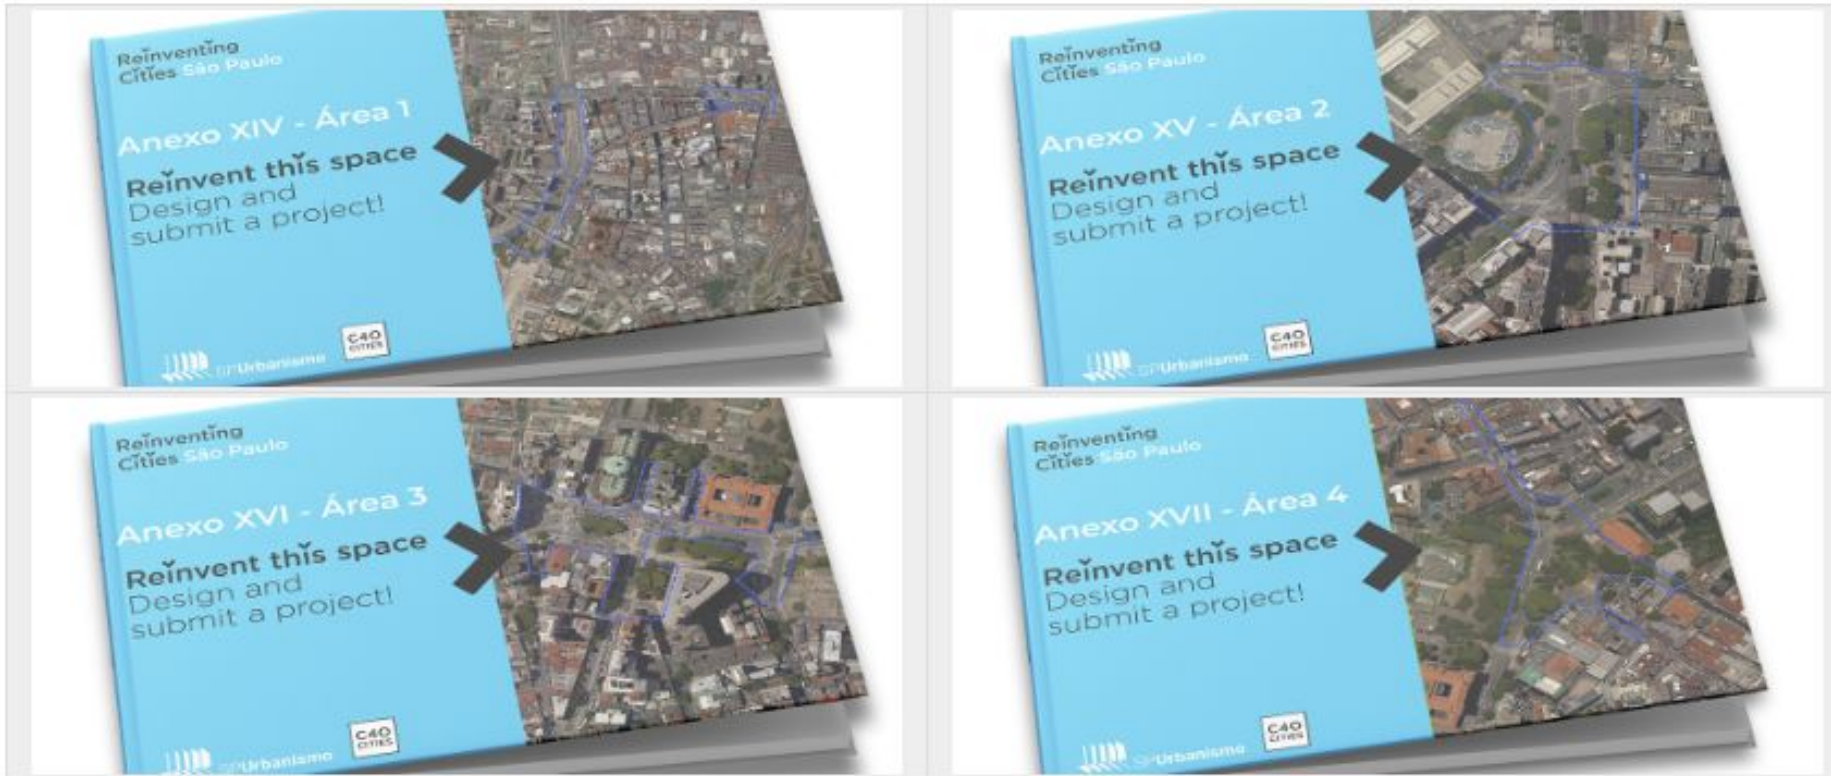 Reinventing
Cities São Paulo
Anexo XIV - Área 1
Reinvent this space
Design and
submit a project!
SPUrbanismo
C40
CITIES
Reinventing
Cities São Paulo
Anexo XV - Área 2
Reinvent this space
Design and
submit a project!
SPUrbanismo
C40
CITIES
Reinventing
Cities São Paulo
Anexo XVI - Área 3
Reinvent this space
Design and
submit a project!
SPUrbanismo
C40
CITIES
Reinventing
Cities São Paulo
Anexo XVII - Área 4
Reinvent this space
Design and
submit a project!
SPUrbanismo
C40
CITIES